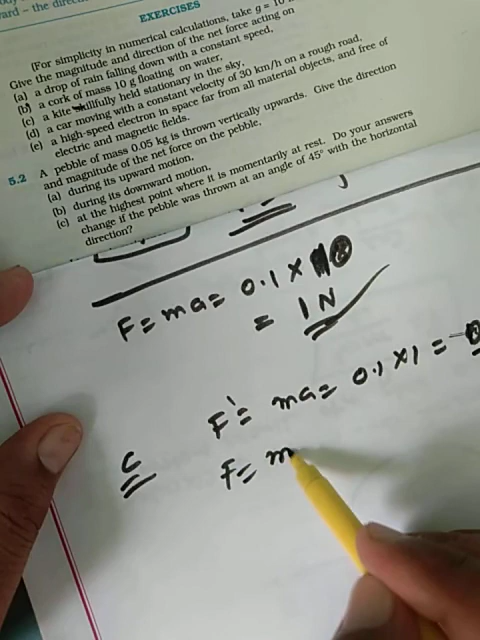 ward – the direc
EXERCISES
(For simplicity in numerical calculations, take g = 10
Give the magnitude and direction of the net force acting on
(a) a drop of rain falling down with a constant speed,
(b) a cork of mass 10 g floating on water,
(c) a kite skillfully held stationary in the sky,
(d) a car moving with a constant velocity of 30 km/h on a rough road,
(e) a high-speed electron in space far from all material objects, and free of
electric and magnetic fields.
5.2 A pebble of mass 0.05 kg is thrown vertically upwards. Give the direction
and magnitude of the net force on the pebble,
(a) during its upward motion,
(b) during its downward motion,
(c) at the highest point where it is momentarily at rest. Do your answers
change if the pebble was thrown at an angle of 45° with the horizontal
direction?
F = ma = 0.1 × 10
= 1N
F' = ma = 0.1 × 1 =
C
F = m